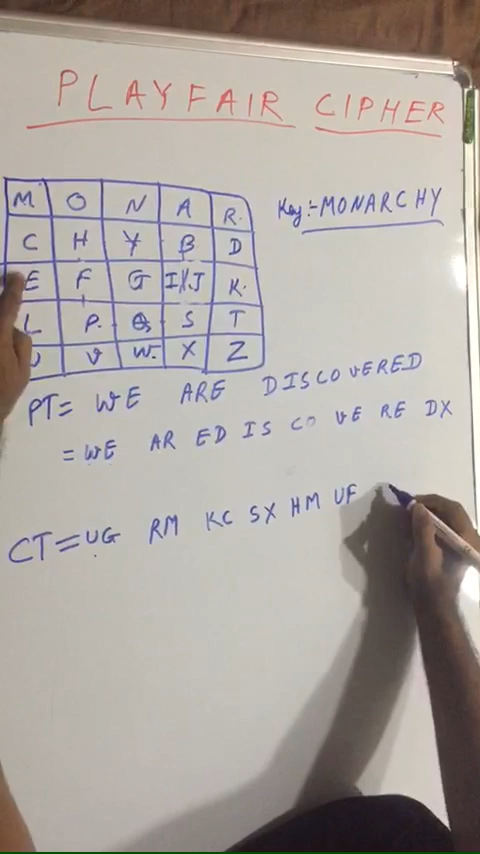 PLAYFAIR CIPHER
Key:- MONARCHY
M O N A R.
C H Y B D
E F G I/J K.
L P. Q S T
U V W. X Z
PT= WE ARE DISCOVERED
= WE AR ED IS CO VE RE DX
CT= UG RM KC SX HM UF